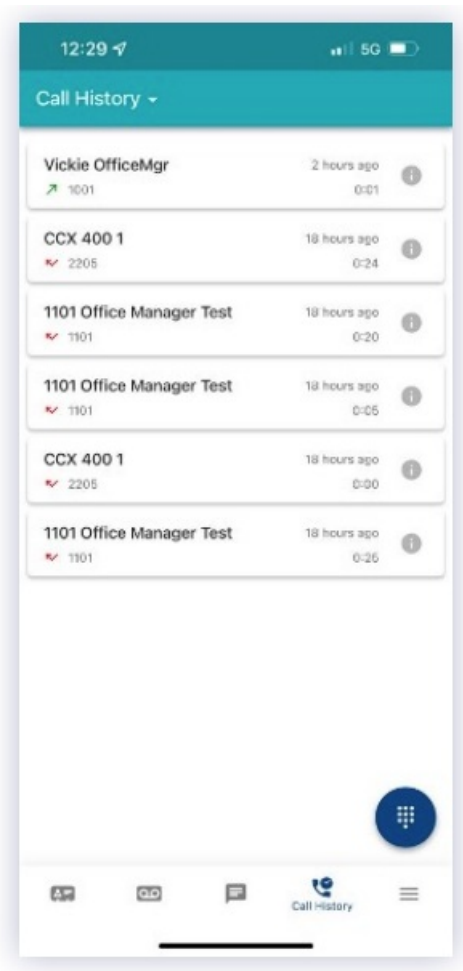 12:29 5G
Call History
Vickie OfficeMgr 2 hours ago
1001 0:01
CCX 400 1 18 hours ago
2205 0:24
1101 Office Manager Test 18 hours ago
1101 0:20
1101 Office Manager Test 18 hours ago
1101 0:05
CCX 400 1 18 hours ago
2205 0:00
1101 Office Manager Test 18 hours ago
1101
Call History